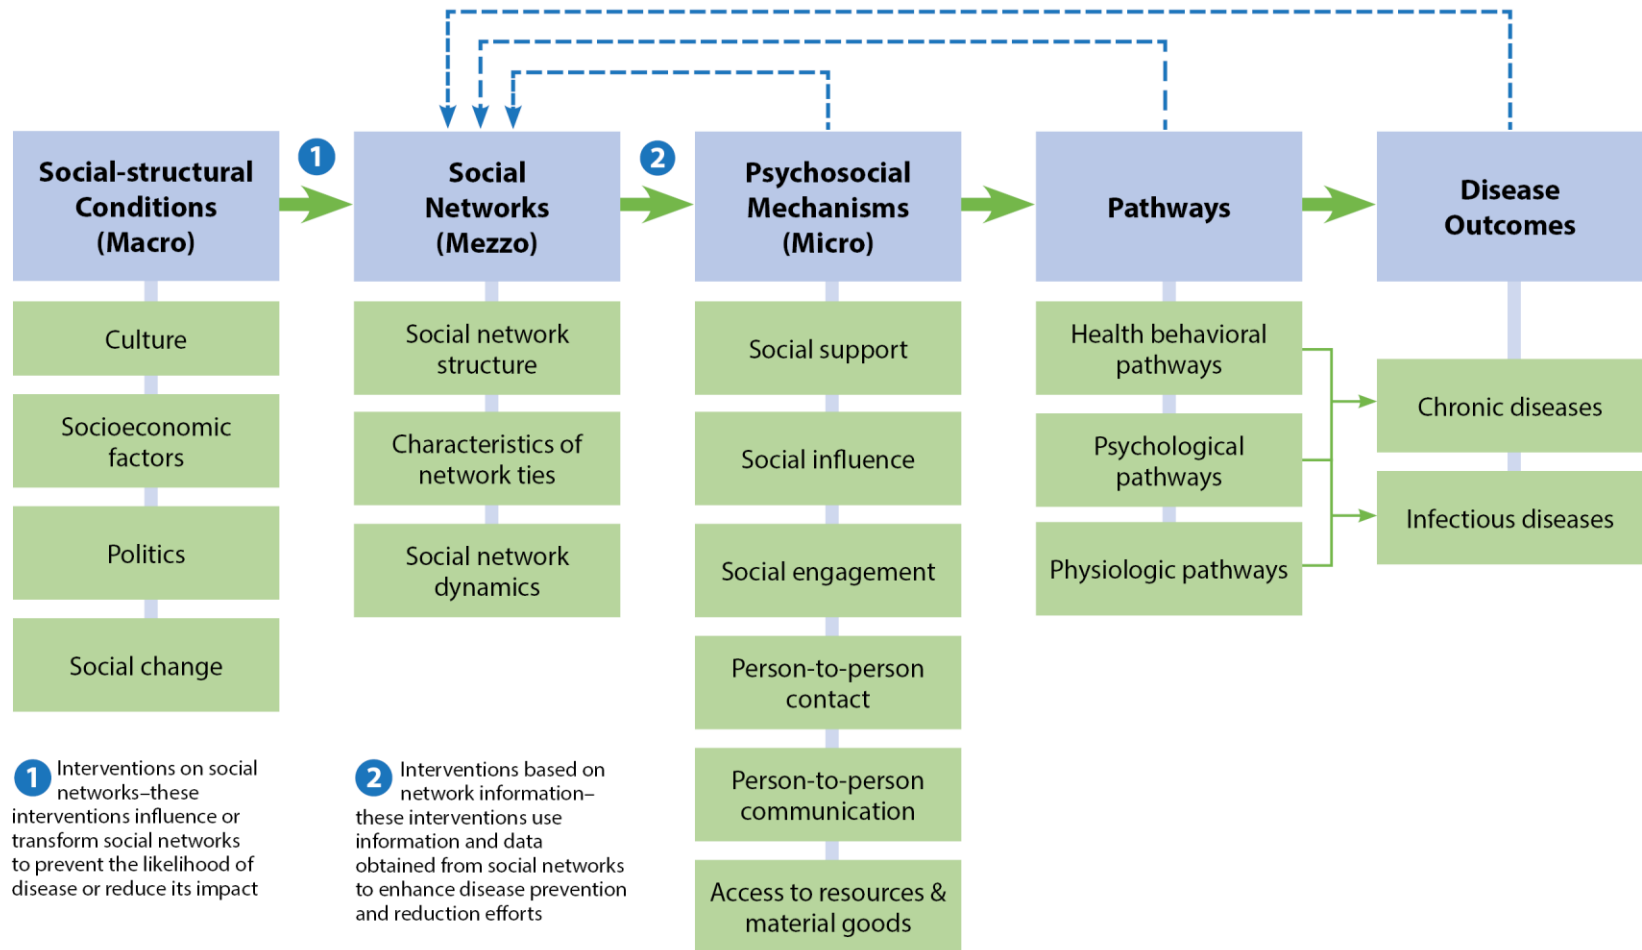 1
2
Social-structural
Conditions
(Macro)
Social
Networks
(Mezzo)
Psychosocial
Mechanisms
(Micro)
Pathways
Disease
Outcomes
Culture
Socioeconomic
factors
Politics
Social change
Social network
structure
Characteristics of
network ties
Social network
dynamics
Social support
Social influence
Social engagement
Person-to-person
contact
Person-to-person
communication
Access to resources &
material goods
Health behavioral
pathways
Psychological
pathways
Physiologic pathways
Chronic diseases
Infectious diseases
1 Interventions on social
networks–these
interventions influence or
transform social networks
to prevent the likelihood of
disease or reduce its impact
2 Interventions based on
network information–
these interventions use
information and data
obtained from social networks
to enhance disease prevention
and reduction efforts